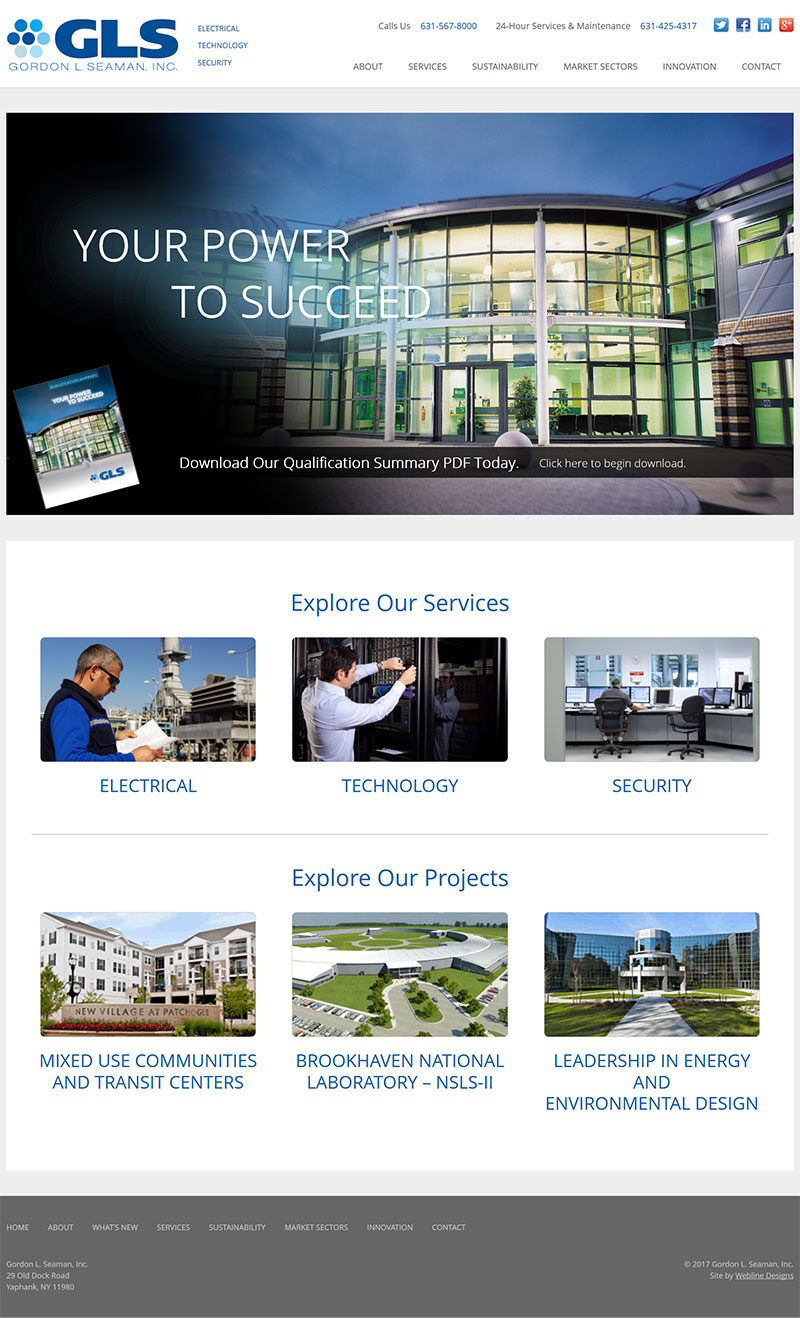 GLS
GORDON L. SEAMAN, INC.
ELECTRICAL
TECHNOLOGY
SECURITY
Calls Us 631-567-8000 24-Hour Services & Maintenance 631-425-4317
ABOUT SERVICES SUSTAINABILITY MARKET SECTORS INNOVATION CONTACT
YOUR POWER
TO SUCCEED
QUALIFICATION SUMMARY
YOUR POWER
TO SUCCEED
GLS
Download Our Qualification Summary PDF Today. Click here to begin download.
Explore Our Services
ELECTRICAL TECHNOLOGY SECURITY
Explore Our Projects
NEW VILLAGE AT PATCHOGUE
MIXED USE COMMUNITIES
AND TRANSIT CENTERS
BROOKHAVEN NATIONAL
LABORATORY – NSLS-II
LEADERSHIP IN ENERGY
AND
ENVIRONMENTAL DESIGN
HOME ABOUT WHAT'S NEW SERVICES SUSTAINABILITY MARKET SECTORS INNOVATION CONTACT
Gordon L. Seaman, Inc.
29 Old Dock Road
Yaphank, NY 11980
© 2017 Gordon L. Seaman, Inc.
Site by Webline Designs